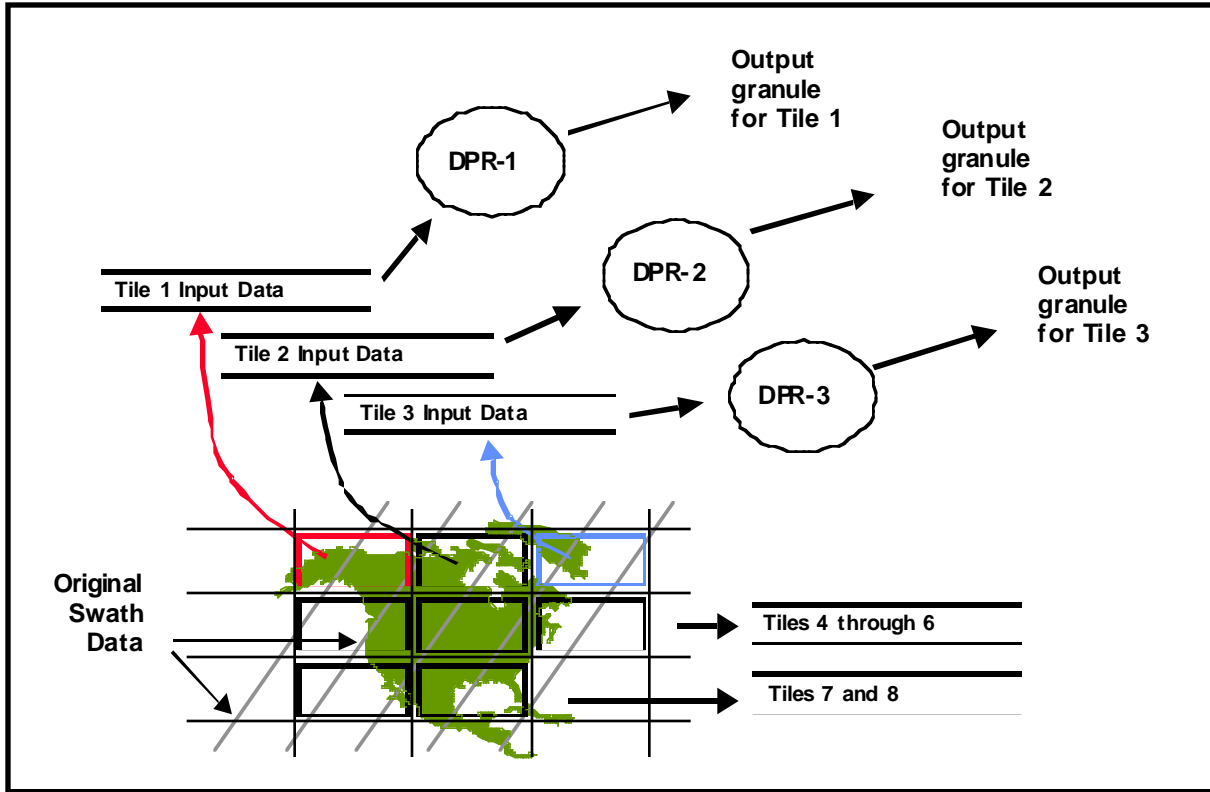 Output
granule
for Tile 1
DPR-1
Output
granule
for Tile 2
DPR-2
Output
granule
for Tile 3
Tile 1 Input Data
Tile 2 Input Data
DPR-3
Tile 3 Input Data
Original
Swath
Data
Tiles 4 through 6
Tiles 7 and 8